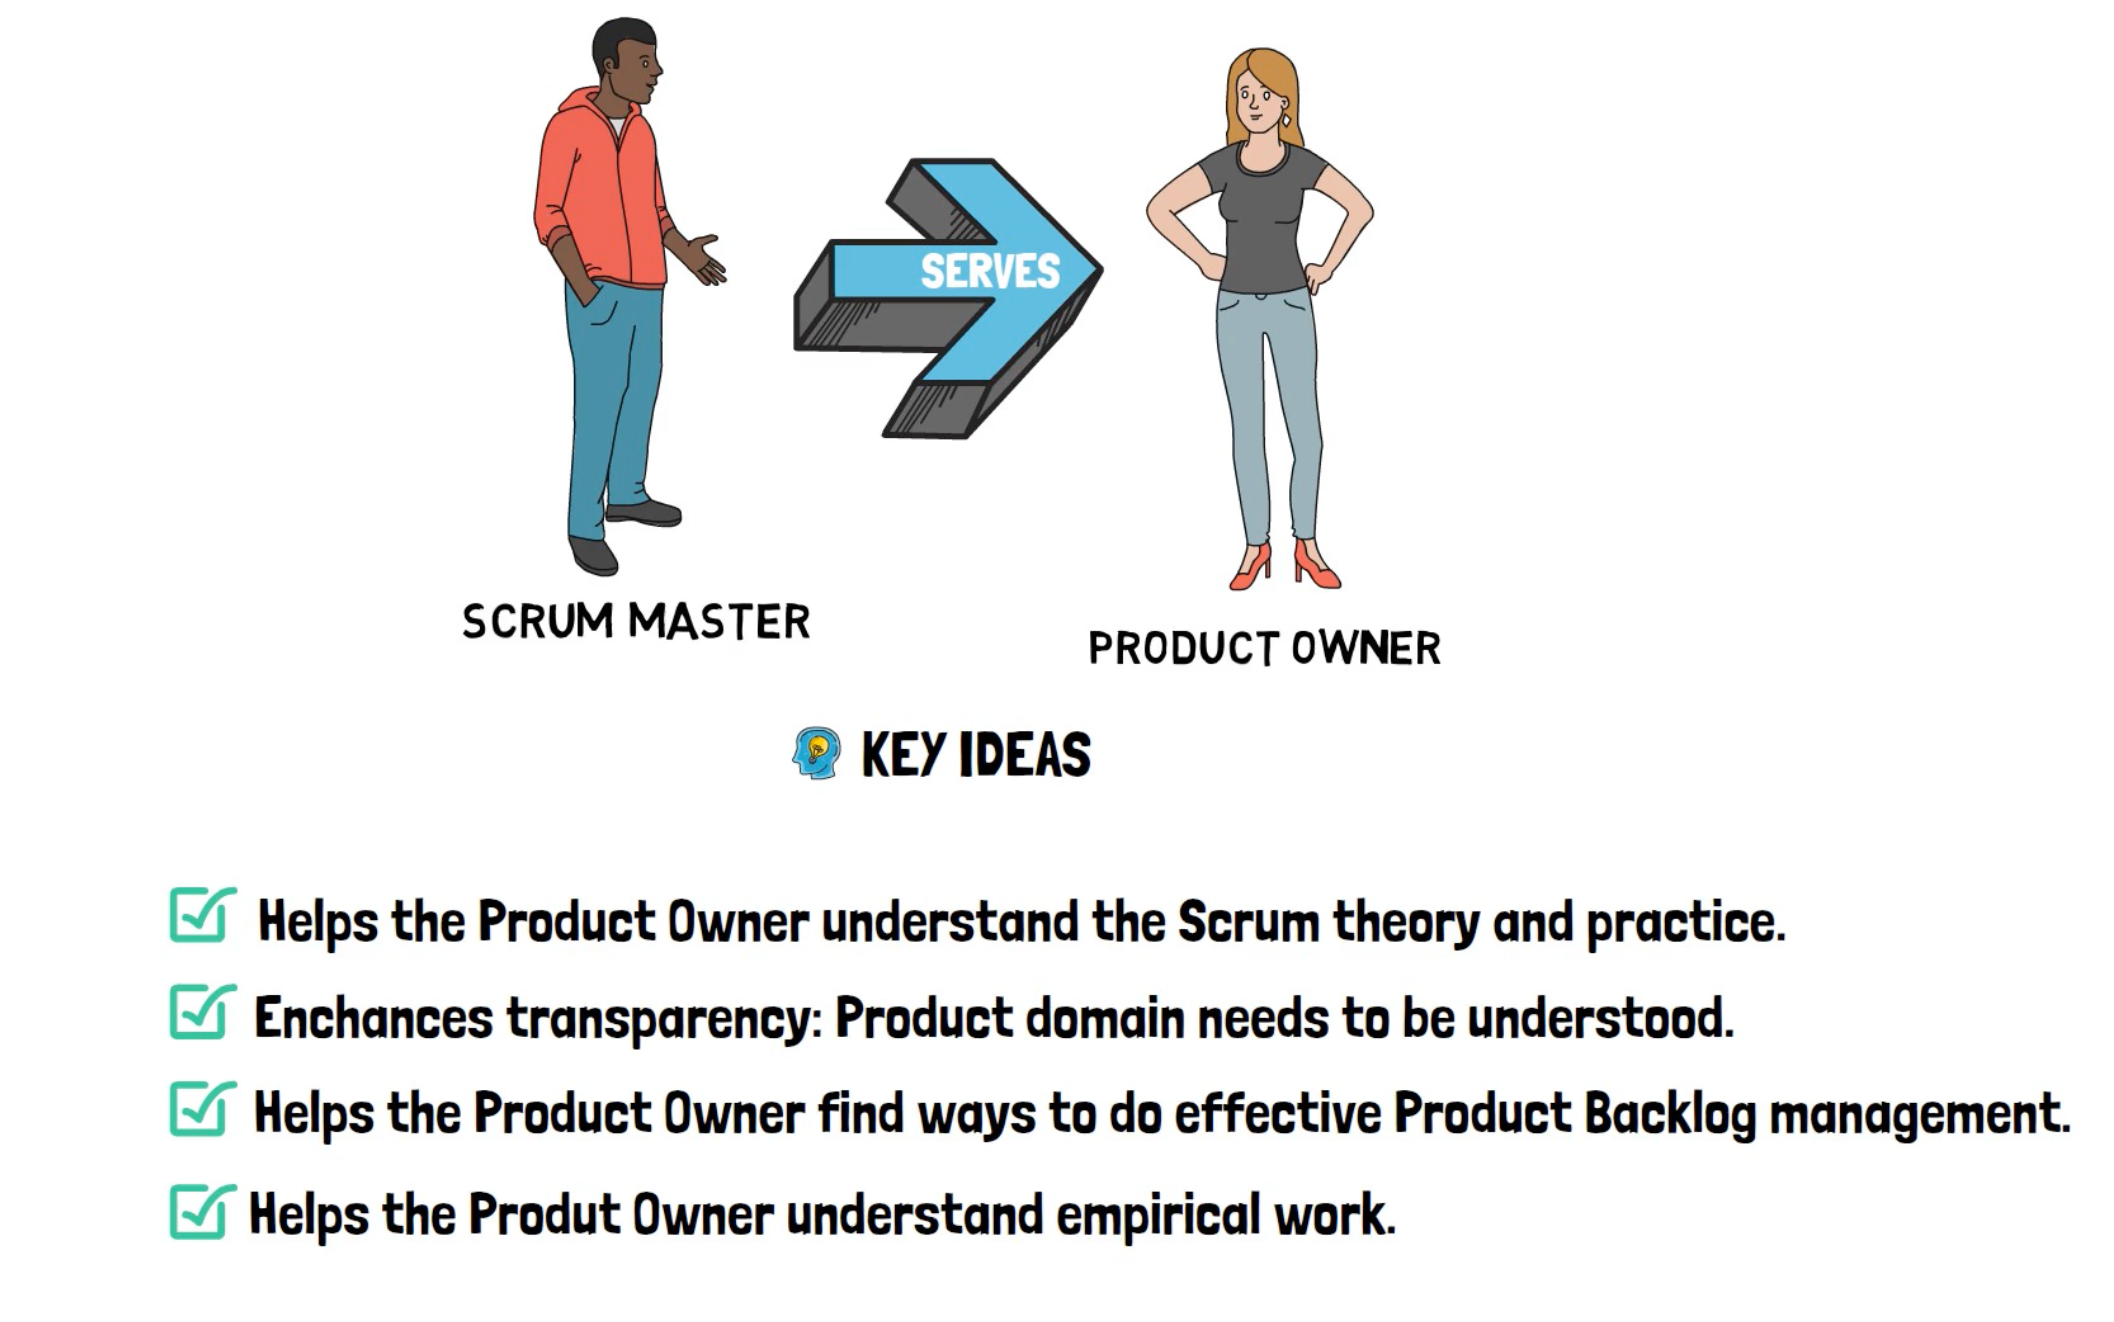 SERVES
SCRUM MASTER
PRODUCT OWNER
KEY IDEAS
Helps the Product Owner understand the Scrum theory and practice.
Enchances transparency: Product domain needs to be understood.
Helps the Product Owner find ways to do effective Product Backlog management.
Helps the Produt Owner understand empirical work.